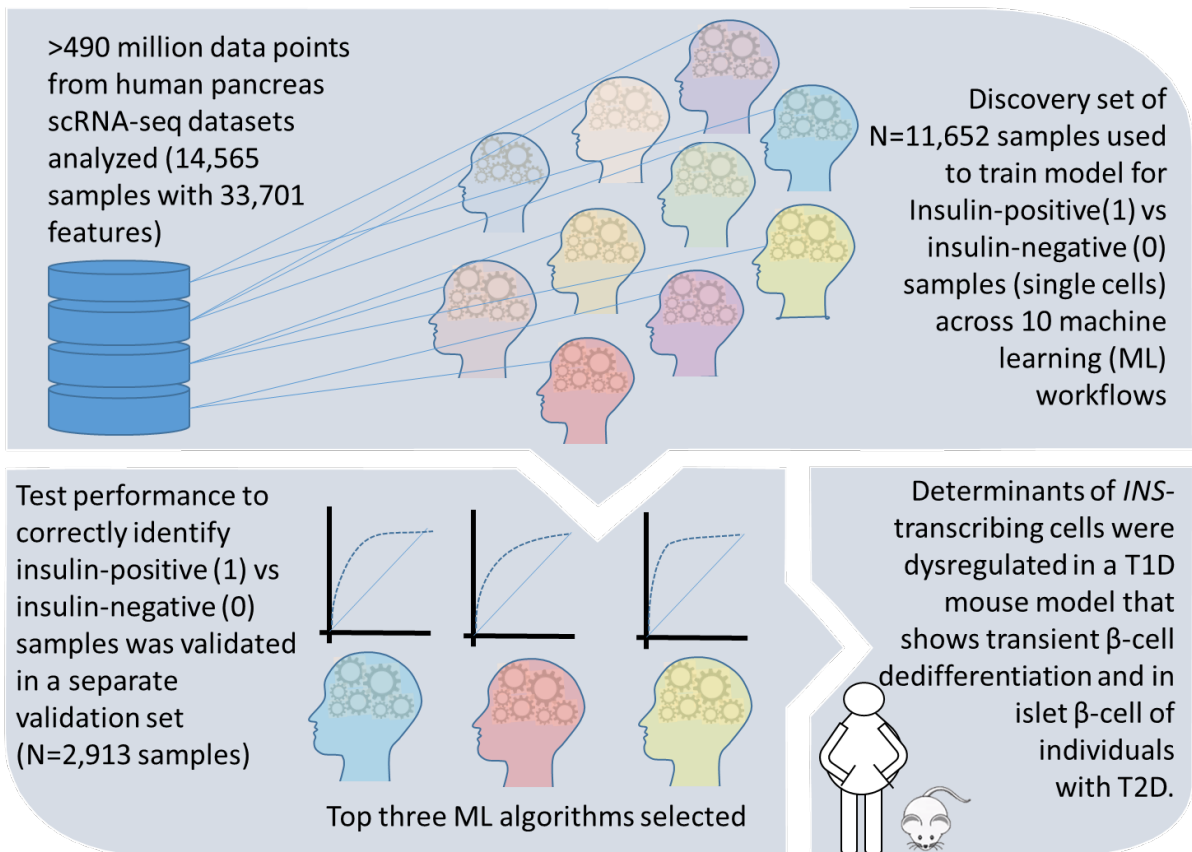 >490 million data points
from human pancreas
scRNA-seq datasets
analyzed (14,565
samples with 33,701
features)
Discovery set of
N=11,652 samples used
to train model for
Insulin-positive(1) vs
insulin-negative (0)
samples (single cells)
across 10 machine
learning (ML)
workflows
Test performance to
correctly identify
insulin-positive (1) vs
insulin-negative (0)
samples was validated
in a separate
validation set
(N=2,913 samples)
Top three ML algorithms selected
Determinants of INS-
transcribing cells were
dysregulated in a T1D
mouse model that
shows transient β-cell
dedifferentiation and in
islet β-cell of
individuals
with T2D.